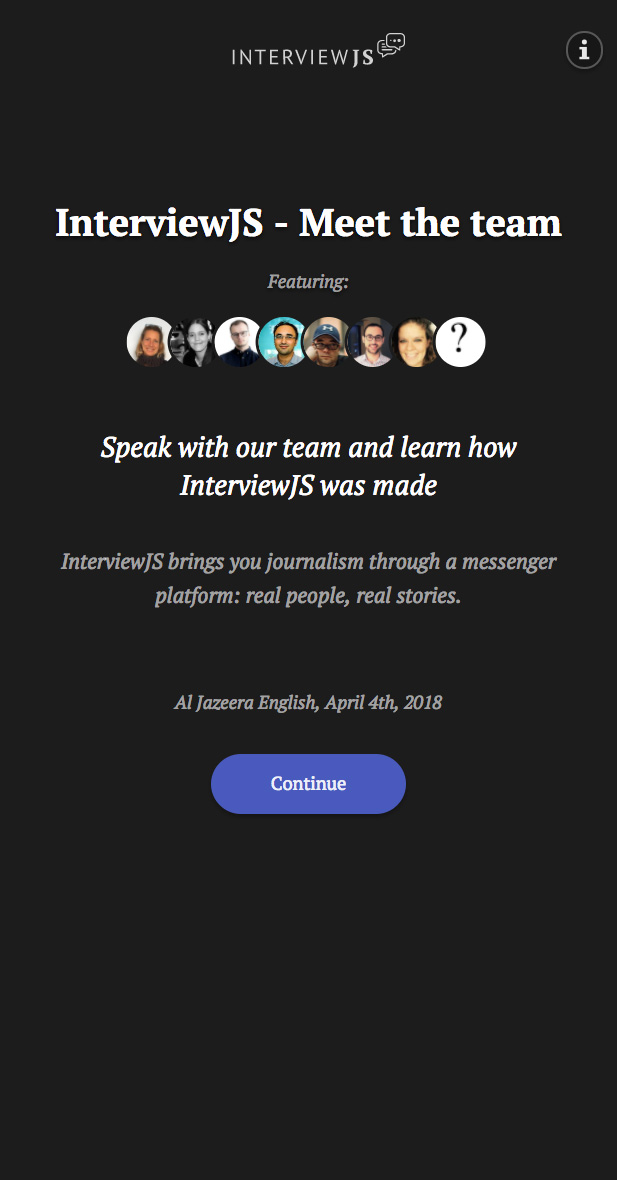 INTERVIEWJS
i
InterviewJS - Meet the team
Featuring:
?
Speak with our team and learn how
InterviewJS was made
InterviewJS brings you journalism through a messenger
platform: real people, real stories.
Al Jazeera English, April 4th, 2018
Continue